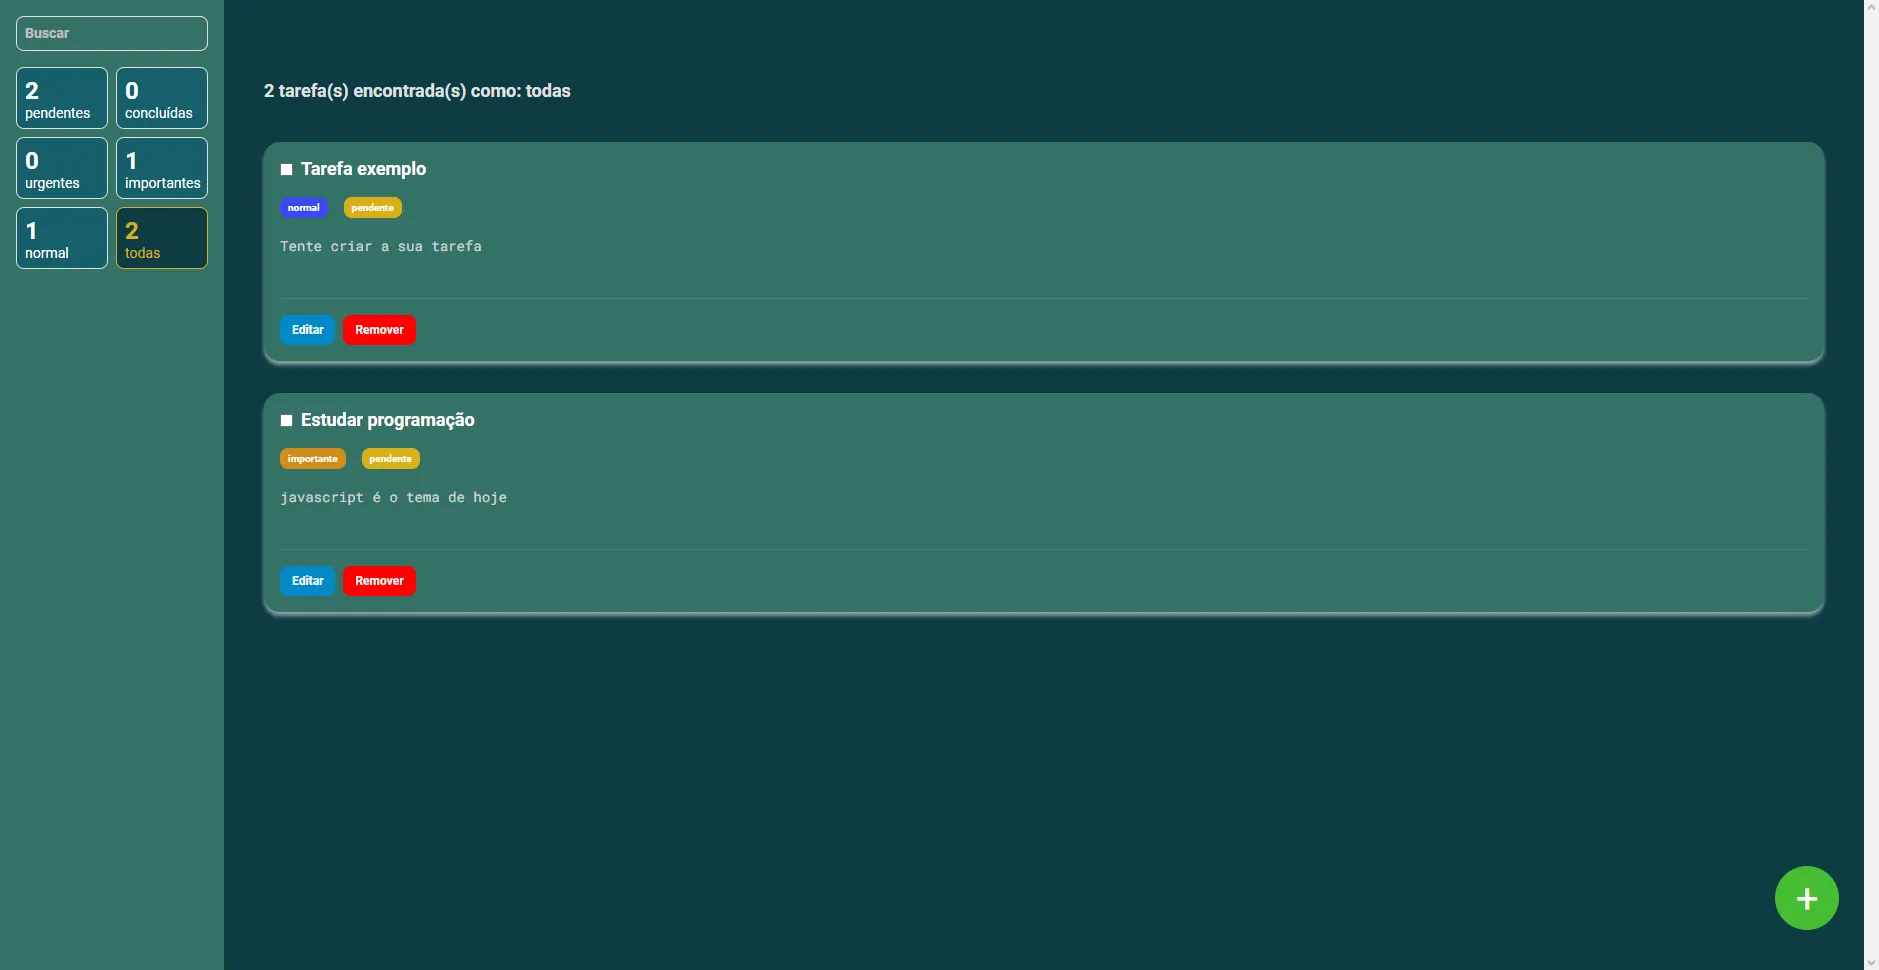 Buscar
2
pendentes
0
concluídas
0
urgentes
1
importantes
1
normal
2
todas
2 tarefa(s) encontrada(s) como: todas
Tarefa exemplo
normal pendente
Tente criar a sua tarefa
Editar Remover
Estudar programação
importante pendente
javascript é o tema de hoje
Editar Remover
+